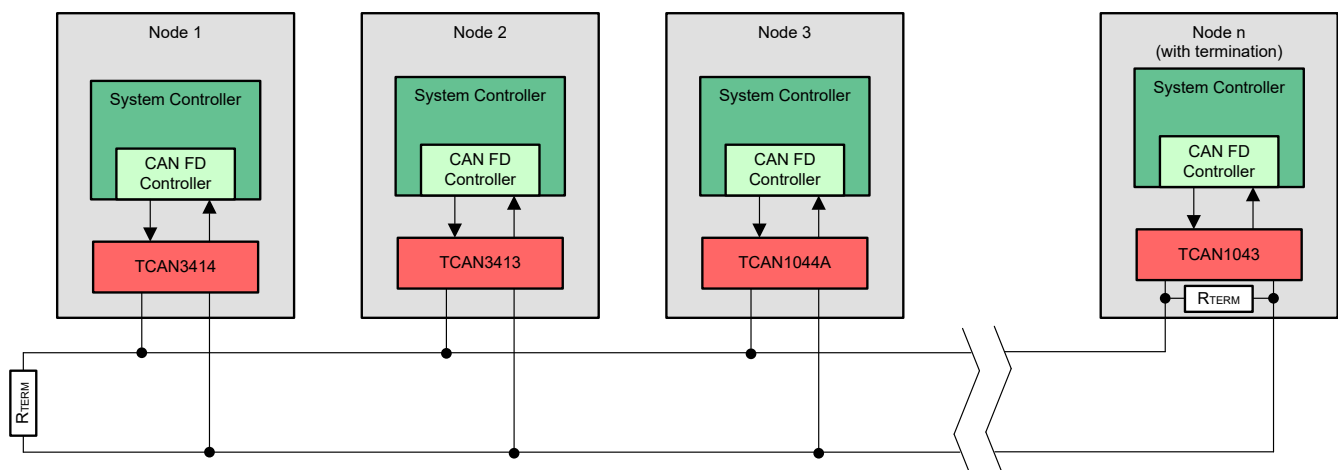 Node 1
System Controller
CAN FD
Controller
TCAN3414
Node 2
System Controller
CAN FD
Controller
TCAN3413
Node 3
System Controller
CAN FD
Controller
TCAN1044A
Node n
(with termination)
System Controller
CAN FD
Controller
TCAN1043
RTERM
RTERM